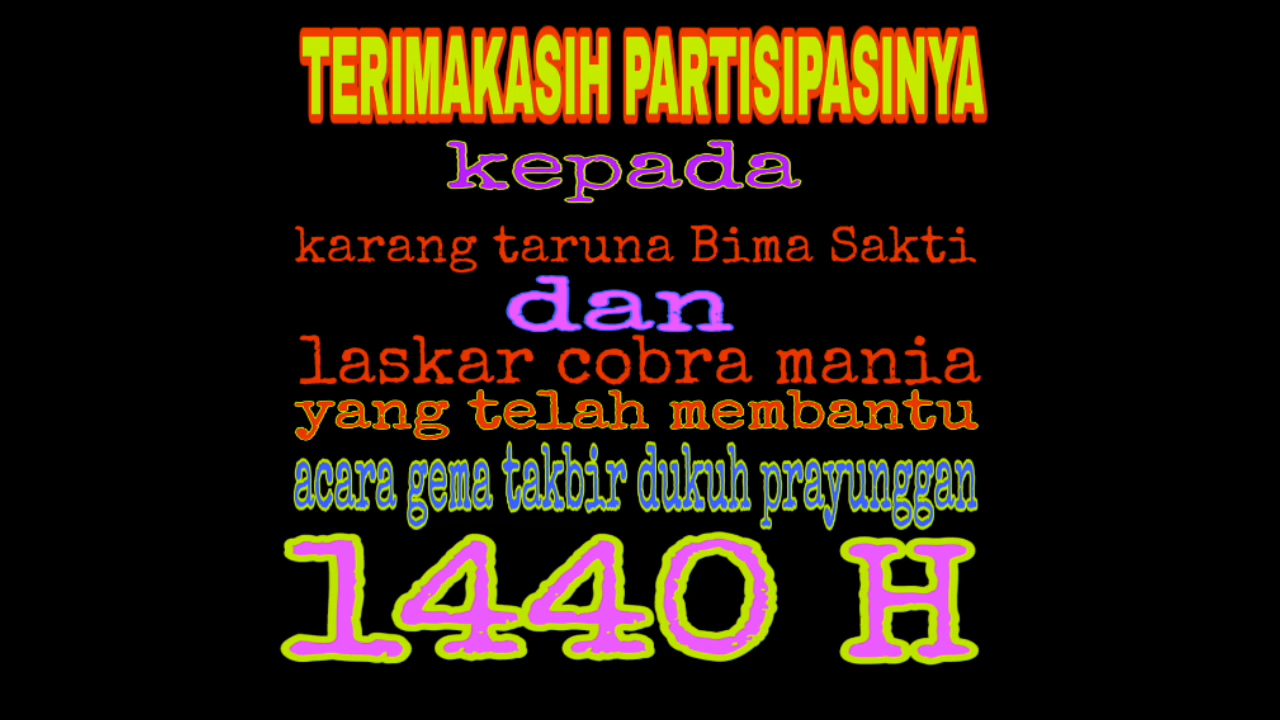 TERIMAKASIH PARTISIPASINYA
kepada
karang taruna Bima Sakti
dan
laskar cobra mania
yang telah membantu
acara gema takbir dukuh prayunggan
1440 H